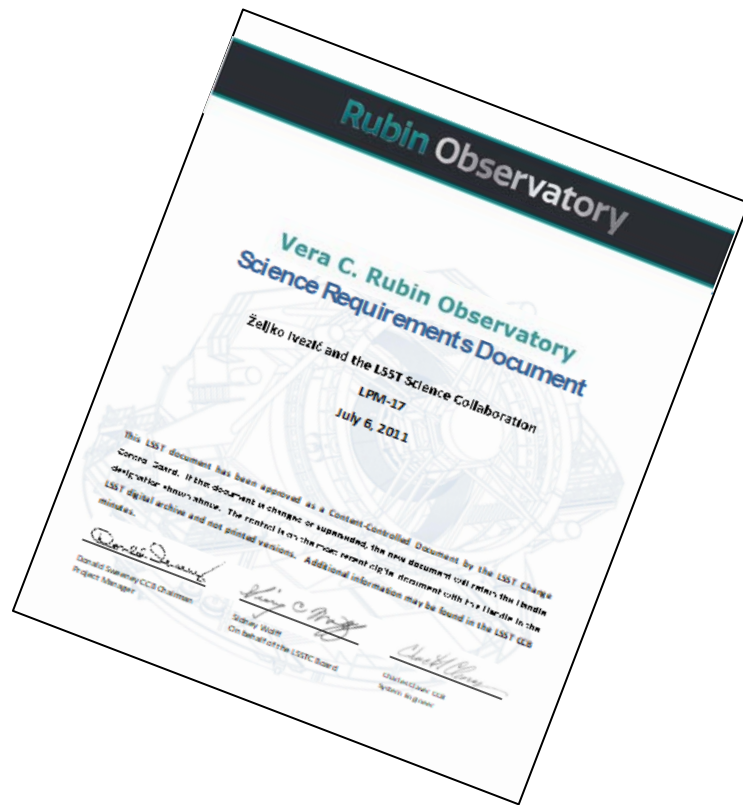 Rubin Observatory
Vera C. Rubin Observatory
Science Requirements Document
Željko Ivezić and the LSST Science Collaboration
LPM-17
July 6, 2011
This LSST document has been approved as a Content-Controlled Document by the LSST Change
Control Board. If this document is changed or superseded, the new document will retain the Handle
designation shown above. The control is on the most recent digital document with this Handle in the
LSST digital archive and not printed versions. Additional information may be found in the LSST CCB
minutes.
Donald Sweeney CCB Chairman
Project Manager
Sidney Wolff
On behalf of the LSSTC Board
Charles Claver CCB
System Engineer